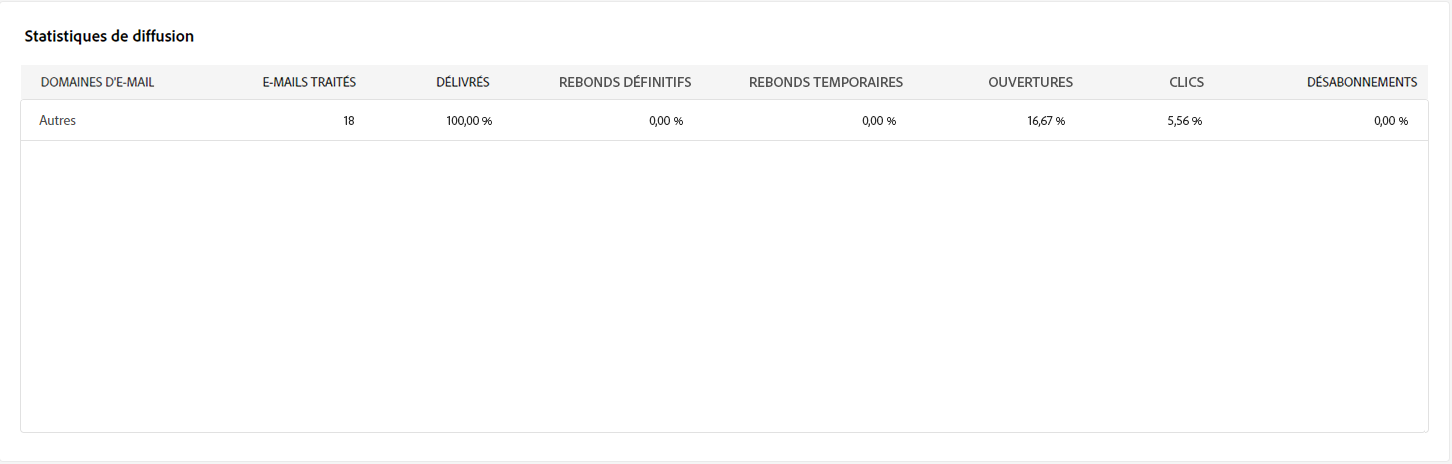 Statistiques de diffusion
DOMAINES D'E-MAIL E-MAILS TRAITÉS DÉLIVRÉS REBONDS DÉFINITIFS REBONDS TEMPORAIRES OUVERTURES CLICS DÉSABONNEMENTS
Autres 18 100,00 % 0,00 % 0,00 % 16,67 % 5,56 % 0,00 %